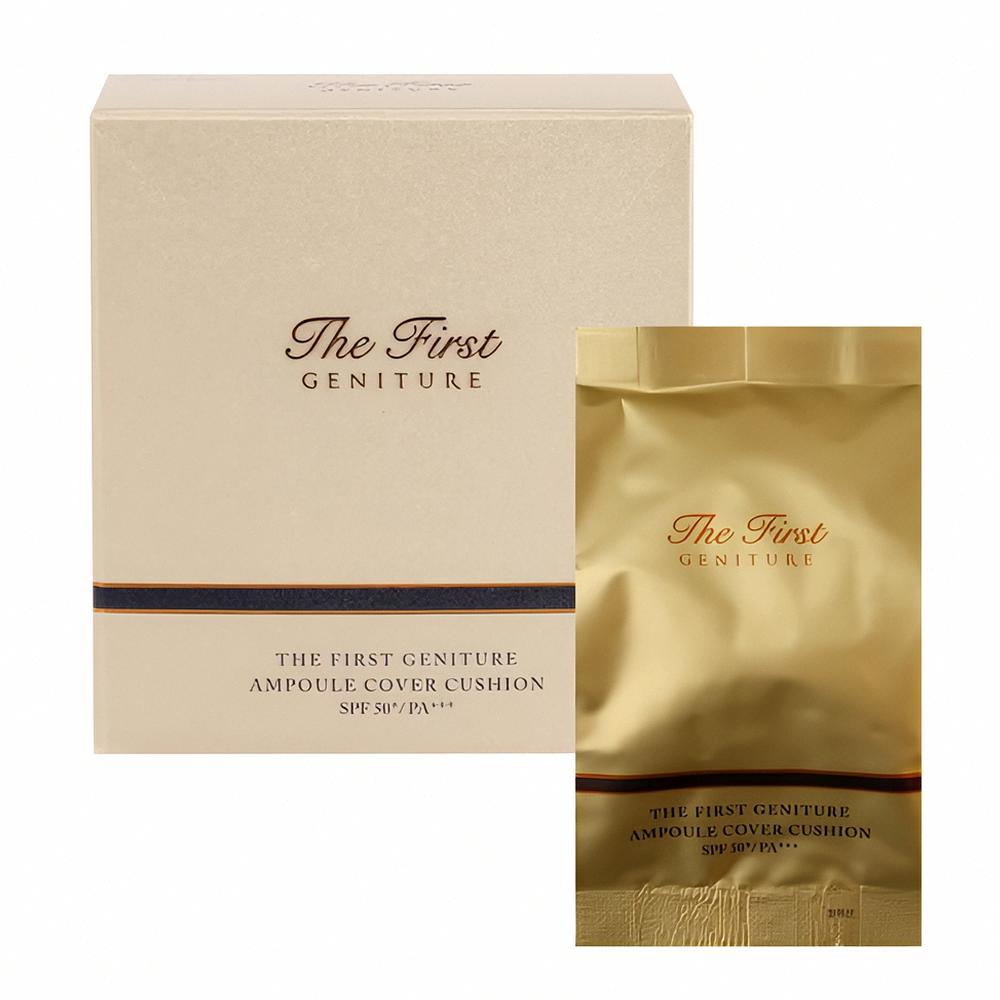 The First
GENITURE
THE FIRST GENITURE
AMPOULE COVER CUSHION
SPF 50+/PA+++
The First
GENITURE
THE FIRST GENITURE
AMPOULE COVER CUSHION
SPF 50+/PA+++